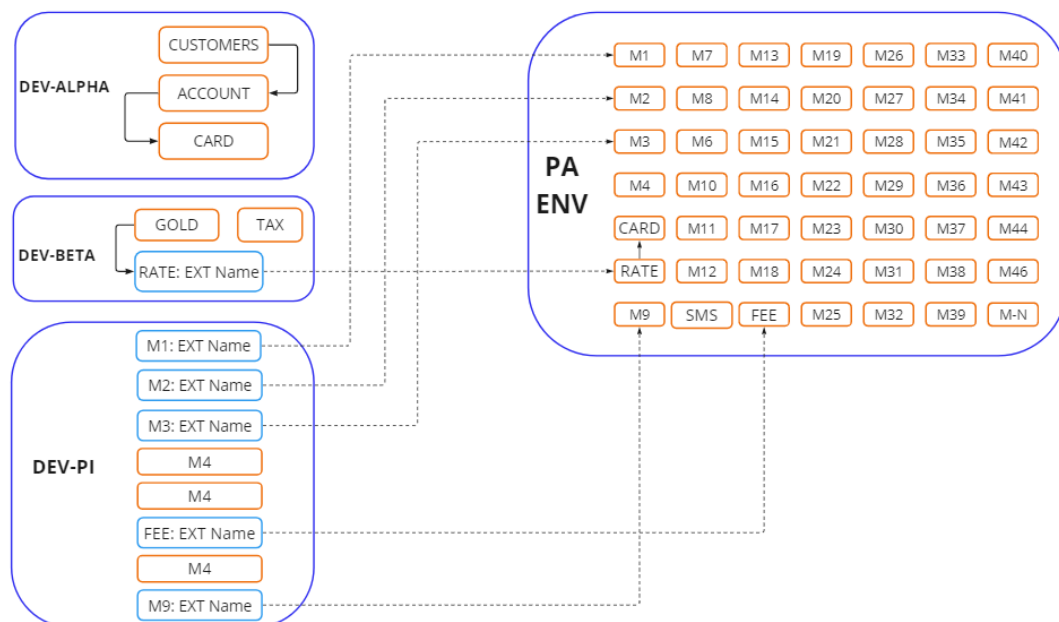 CUSTOMERS
DEV-ALPHA
ACCOUNT
CARD
GOLD
TAX
DEV-BETA
RATE: EXT Name
M1: EXT Name
M2: EXT Name
M3: EXT Name
DEV-PI
M4
M4
FEE: EXT Name
M4
M9: EXT Name
PA
ENV
M1 M7 M13 M19 M26 M33 M40
M2 M8 M14 M20 M27 M34 M41
M3 M6 M15 M21 M28 M35 M42
M4 M10 M16 M22 M29 M36 M43
CARD M11 M17 M23 M30 M37 M44
RATE M12 M18 M24 M31 M38 M46
M9 SMS FEE M25 M32 M39 M-N